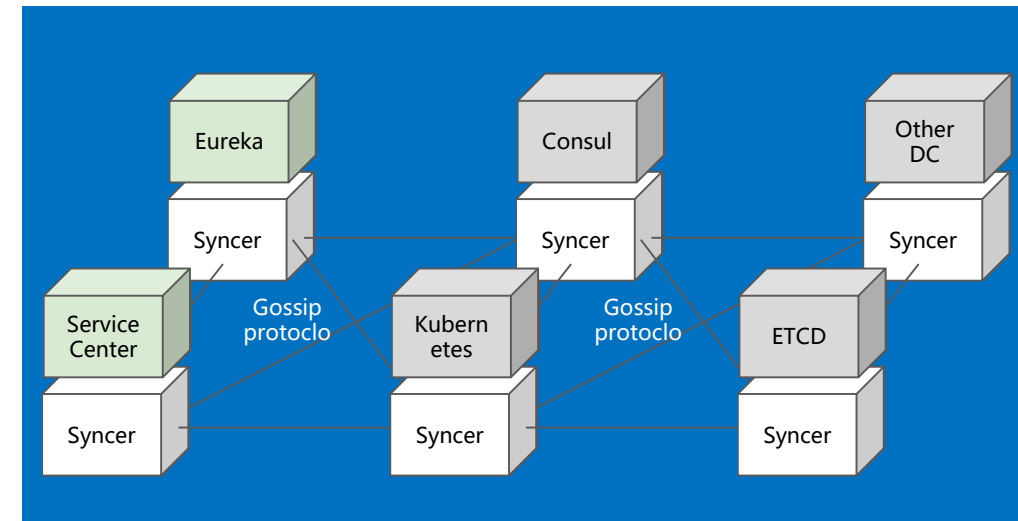 Eureka
Consul
Other
DC
Syncer
Syncer
Syncer
Service
Center
Gossip
protoclo
Kubern
etes
Gossip
protoclo
ETCD
Syncer
Syncer
Syncer